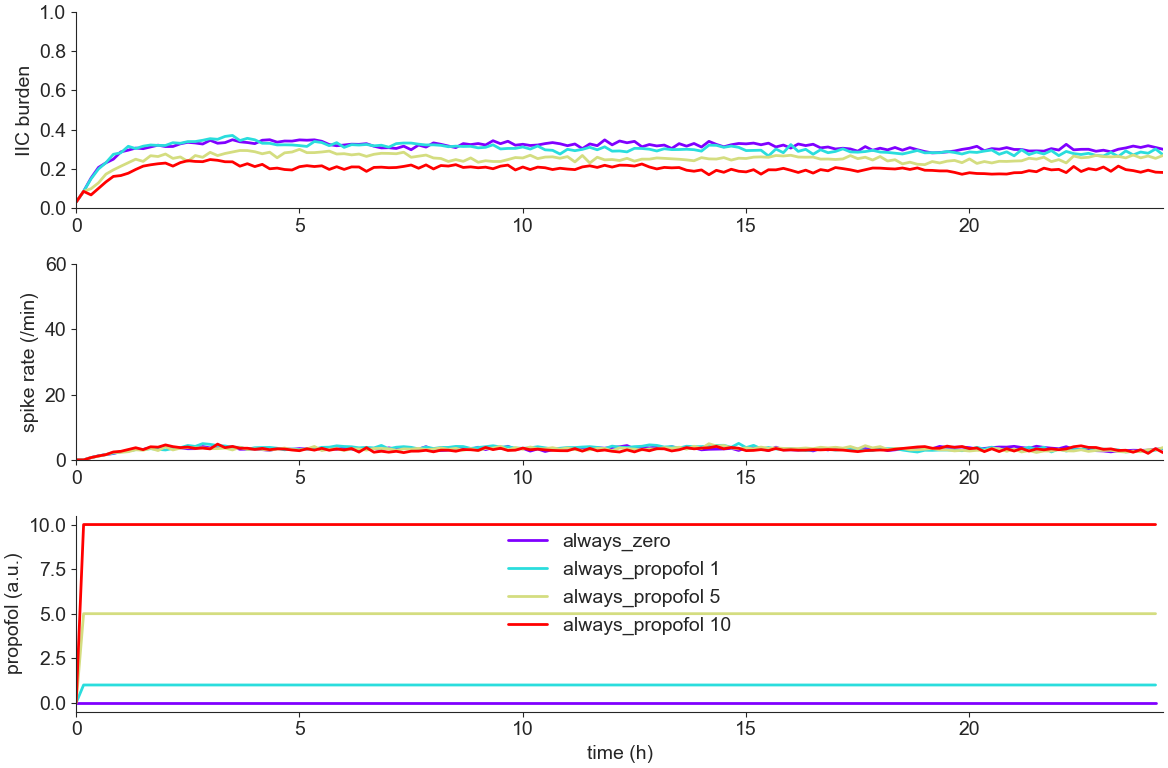 1.0
0.8
0.6
0.4
0.2
0.0
IIC burden
0 5 10 15 20
60
40
20
0
spike rate (/min)
0 5 10 15 20
10.0
7.5
5.0
2.5
0.0
propofol (a.u.)
always_zero
always_propofol 1
always_propofol 5
always_propofol 10
0 5 10 15 20
time (h)